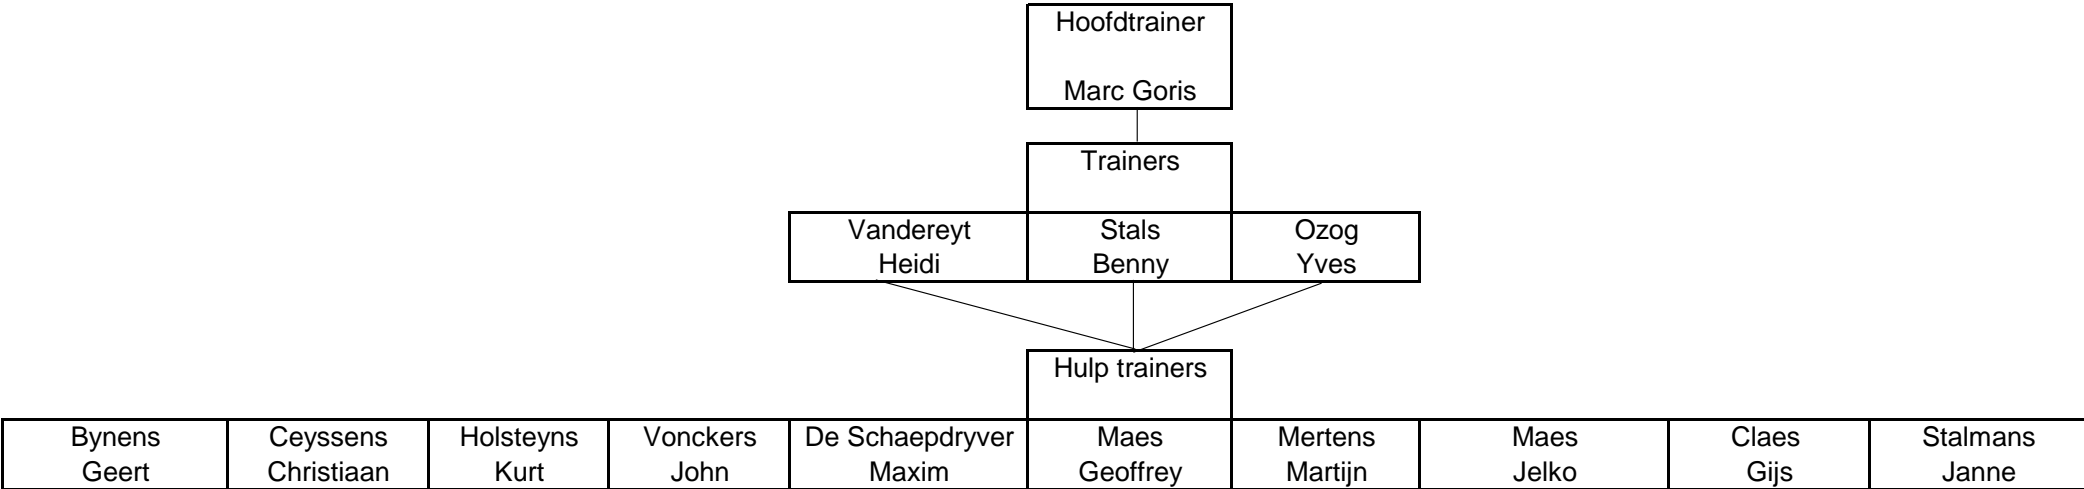 Hoofdtrainer
Marc Goris
Trainers
Vandereyt Stals Ozog
Heidi Benny Yves
Hulp trainers
Bynens Ceyssens Holsteyns Vonckers De Schaepdryver Maes Mertens Maes Claes Stalmans
Geert Christiaan Kurt John Maxim Geoffrey Martijn Jelko Gijs Janne